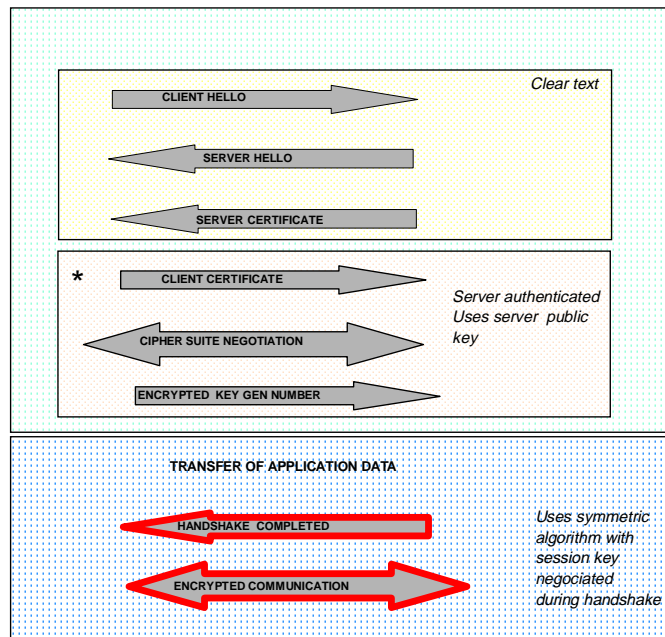 Clear text
CLIENT HELLO
SERVER HELLO
SERVER CERTIFICATE
*
CLIENT CERTIFICATE
Server authenticated
Uses server public
key
CIPHER SUITE NEGOTIATION
ENCRYPTED KEY GEN NUMBER
TRANSFER OF APPLICATION DATA
HANDSHAKE COMPLETED
ENCRYPTED COMMUNICATION
Uses symmetric
algorithm with
session key
negociated
during handshake